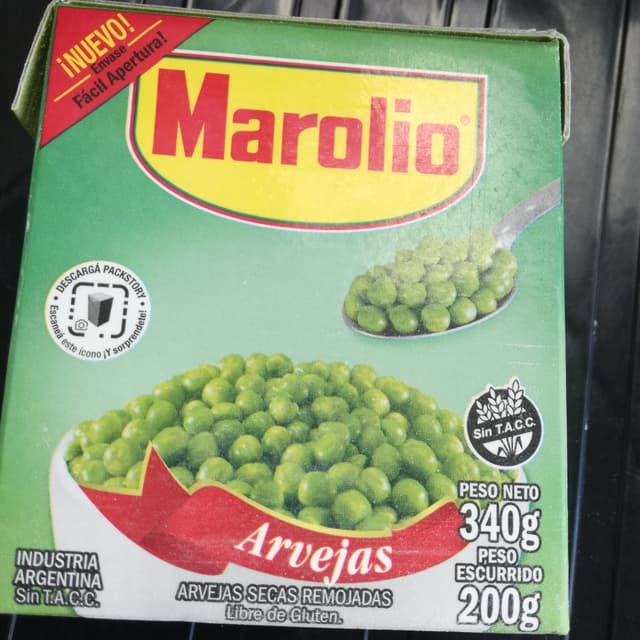 ¡NUEVO!
Envase
Fácil Apertura!
Marolio®
DESCARGÁ PACKSTORY
Escaneá este ícono ¡Y sorprendete!
Sin T.A.C.C.
Arvejas
PESO NETO
340g
PESO
ESCURRIDO
200g
INDUSTRIA
ARGENTINA
Sin T.A.C.C.
ARVEJAS SECAS REMOJADAS
Libre de Gluten.